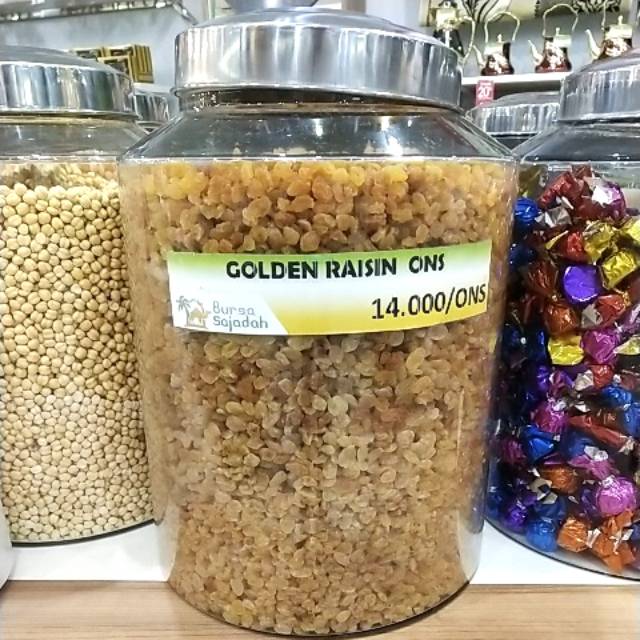 GOLDEN RAISIN ONS
Bursa
Sajadah
14.000/ONS